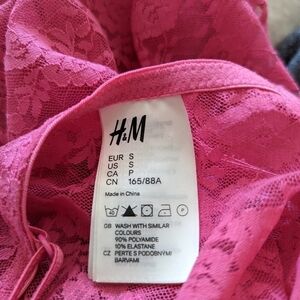 H&M
EUR S
US S
CA P
CN 165/88A
Made in China
GB WASH WITH SIMILAR
COLOURS
90% POLYAMIDE
10% ELASTANE
CZ PERTE S PODOBNÝMI
BARVAMI